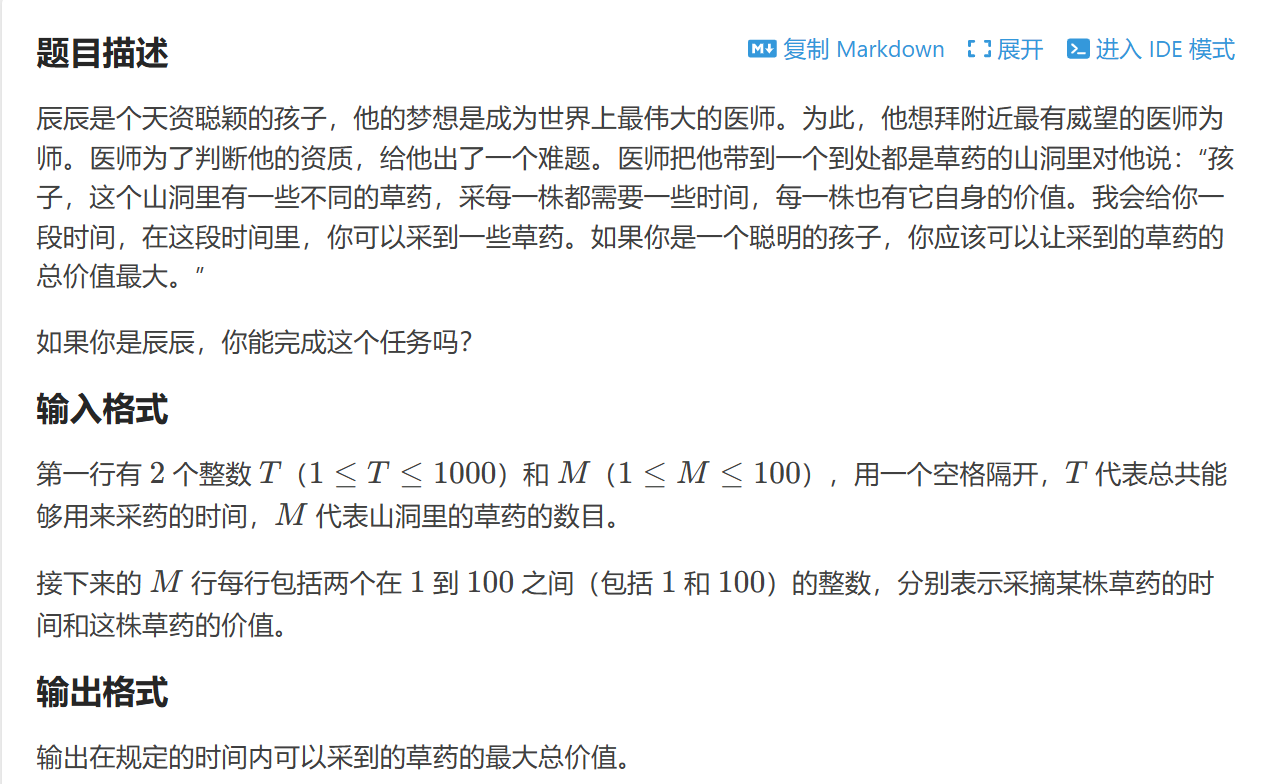 题目描述
复制 Markdown 展开 进入 IDE 模式
辰辰是个天资聪颖的孩子，他的梦想是成为世界上最伟大的医师。为此，他想拜附近最有威望的医师为
师。医师为了判断他的资质，给他出了一个难题。医师把他带到一个到处都是草药的山洞里对他说：“孩
子，这个山洞里有一些不同的草药，采每一株都需要一些时间，每一株也有它自身的价值。我会给你一
段时间，在这段时间里，你可以采到一些草药。如果你是一个聪明的孩子，你应该可以让采到的草药的
总价值最大。”
如果你是辰辰，你能完成这个任务吗？
输入格式
第一行有 2 个整数 T（1 ≤ T ≤ 1000）和 M（1 ≤ M ≤ 100），用一个空格隔开，T 代表总共能
够用来采药的时间，M 代表山洞里的草药的数目。
接下来的 M 行每行包括两个在 1 到 100 之间（包括 1 和 100）的整数，分别表示采摘某株草药的时
间和这株草药的价值。
输出格式
输出在规定的时间内可以采到的草药的最大总价值。